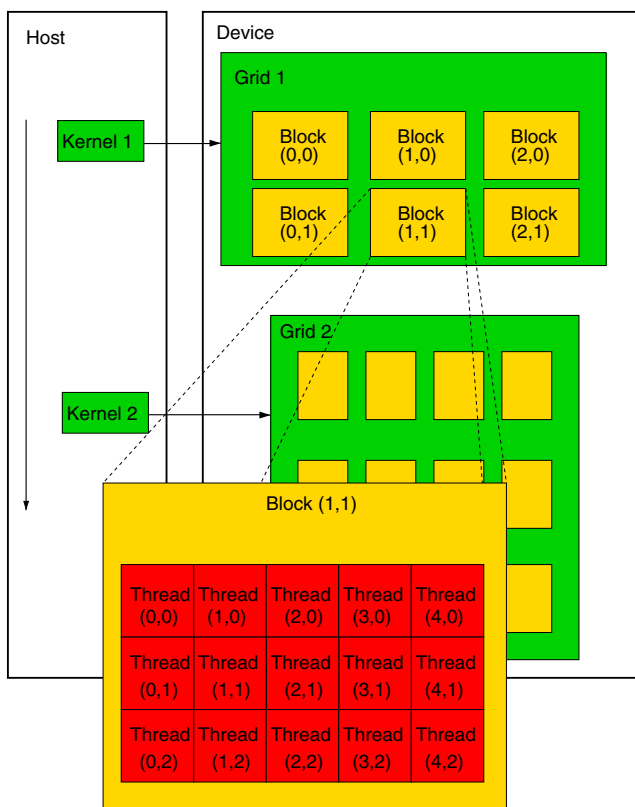 Host
Device
Grid 1
Kernel 1
Block
(0,0)
Block
(1,0)
Block
(2,0)
Block
(0,1)
Block
(1,1)
Block
(2,1)
Grid 2
Kernel 2
Block (1,1)
Thread
(0,0)
Thread
(1,0)
Thread
(2,0)
Thread
(3,0)
Thread
(4,0)
Thread
(0,1)
Thread
(1,1)
Thread
(2,1)
Thread
(3,1)
Thread
(4,1)
Thread
(0,2)
Thread
(1,2)
Thread
(2,2)
Thread
(3,2)
Thread
(4,2)